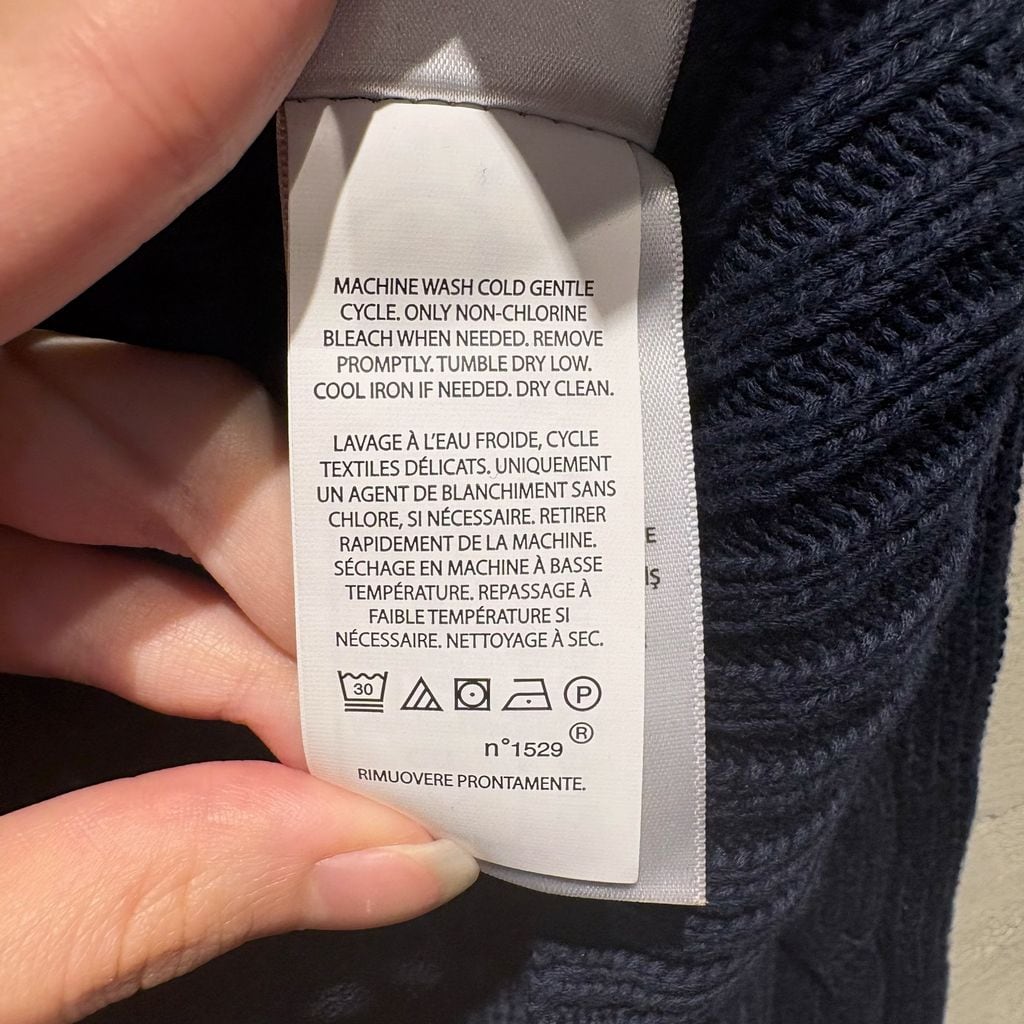 MACHINE WASH COLD GENTLE
CYCLE. ONLY NON-CHLORINE
BLEACH WHEN NEEDED. REMOVE
PROMPTLY. TUMBLE DRY LOW.
COOL IRON IF NEEDED. DRY CLEAN.
LAVAGE À L'EAU FROIDE, CYCLE
TEXTILES DÉLICATS. UNIQUEMENT
UN AGENT DE BLANCHIMENT SANS
CHLORE, SI NÉCESSAIRE. RETIRER
RAPIDEMENT DE LA MACHINE.
SÉCHAGE EN MACHINE À BASSE
TEMPÉRATURE. REPASSAGE À
FAIBLE TEMPÉRATURE SI
NÉCESSAIRE. NETTOYAGE À SEC.
30 P
n°1529 ®
RIMUOVERE PRONTAMENTE.